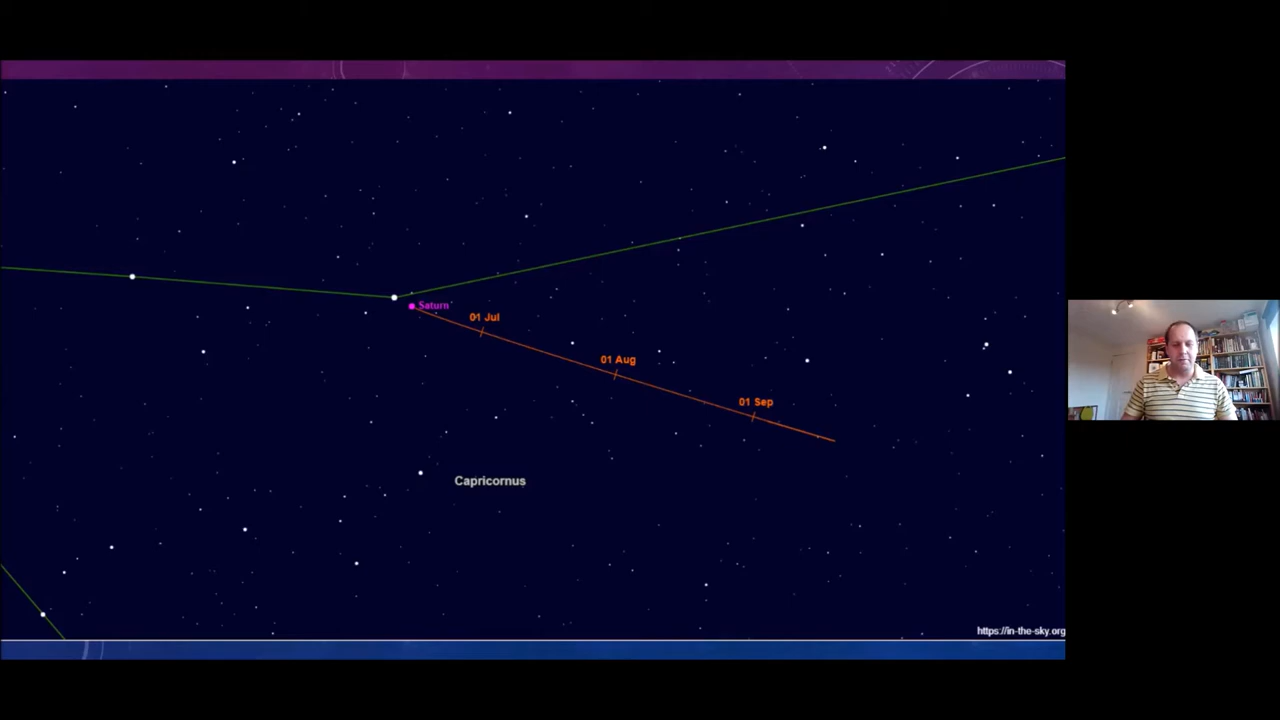 Saturn
01 Jul
01 Aug
01 Sep
Capricornus
https://in-the-sky.org